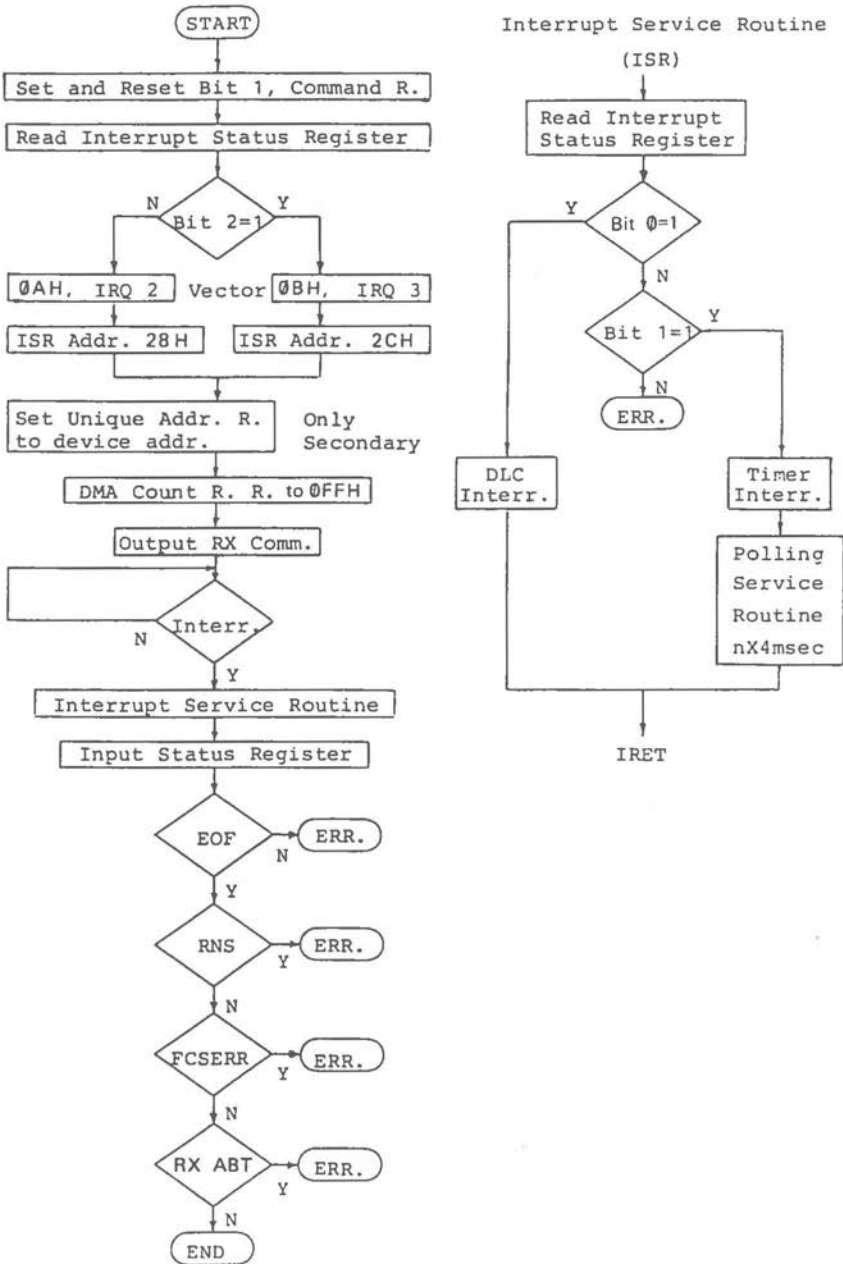 START
Set and Reset Bit 1, Command R.
Read Interrupt Status Register
N
Y
Bit 2=1
ØAH, IRQ 2
Vector
ØBH, IRQ 3
ISR Addr. 28H
ISR Addr. 2CH
Set Unique Addr. R.
to device addr.
Only
Secondary
DMA Count R. R. to ØFFH
Output RX Comm.
Interr.
N
Y
Interrupt Service Routine
Input Status Register
EOF
N
ERR.
Y
RNS
Y
ERR.
N
FCSERR
Y
ERR.
N
RX ABT
Y
ERR.
N
END
Interrupt Service Routine
(ISR)
Read Interrupt
Status Register
Y
Bit Ø=1
N
Y
Bit 1=1
N
ERR.
DLC
Interr.
Timer
Interr.
Polling
Service
Routine
nX4msec
IRET